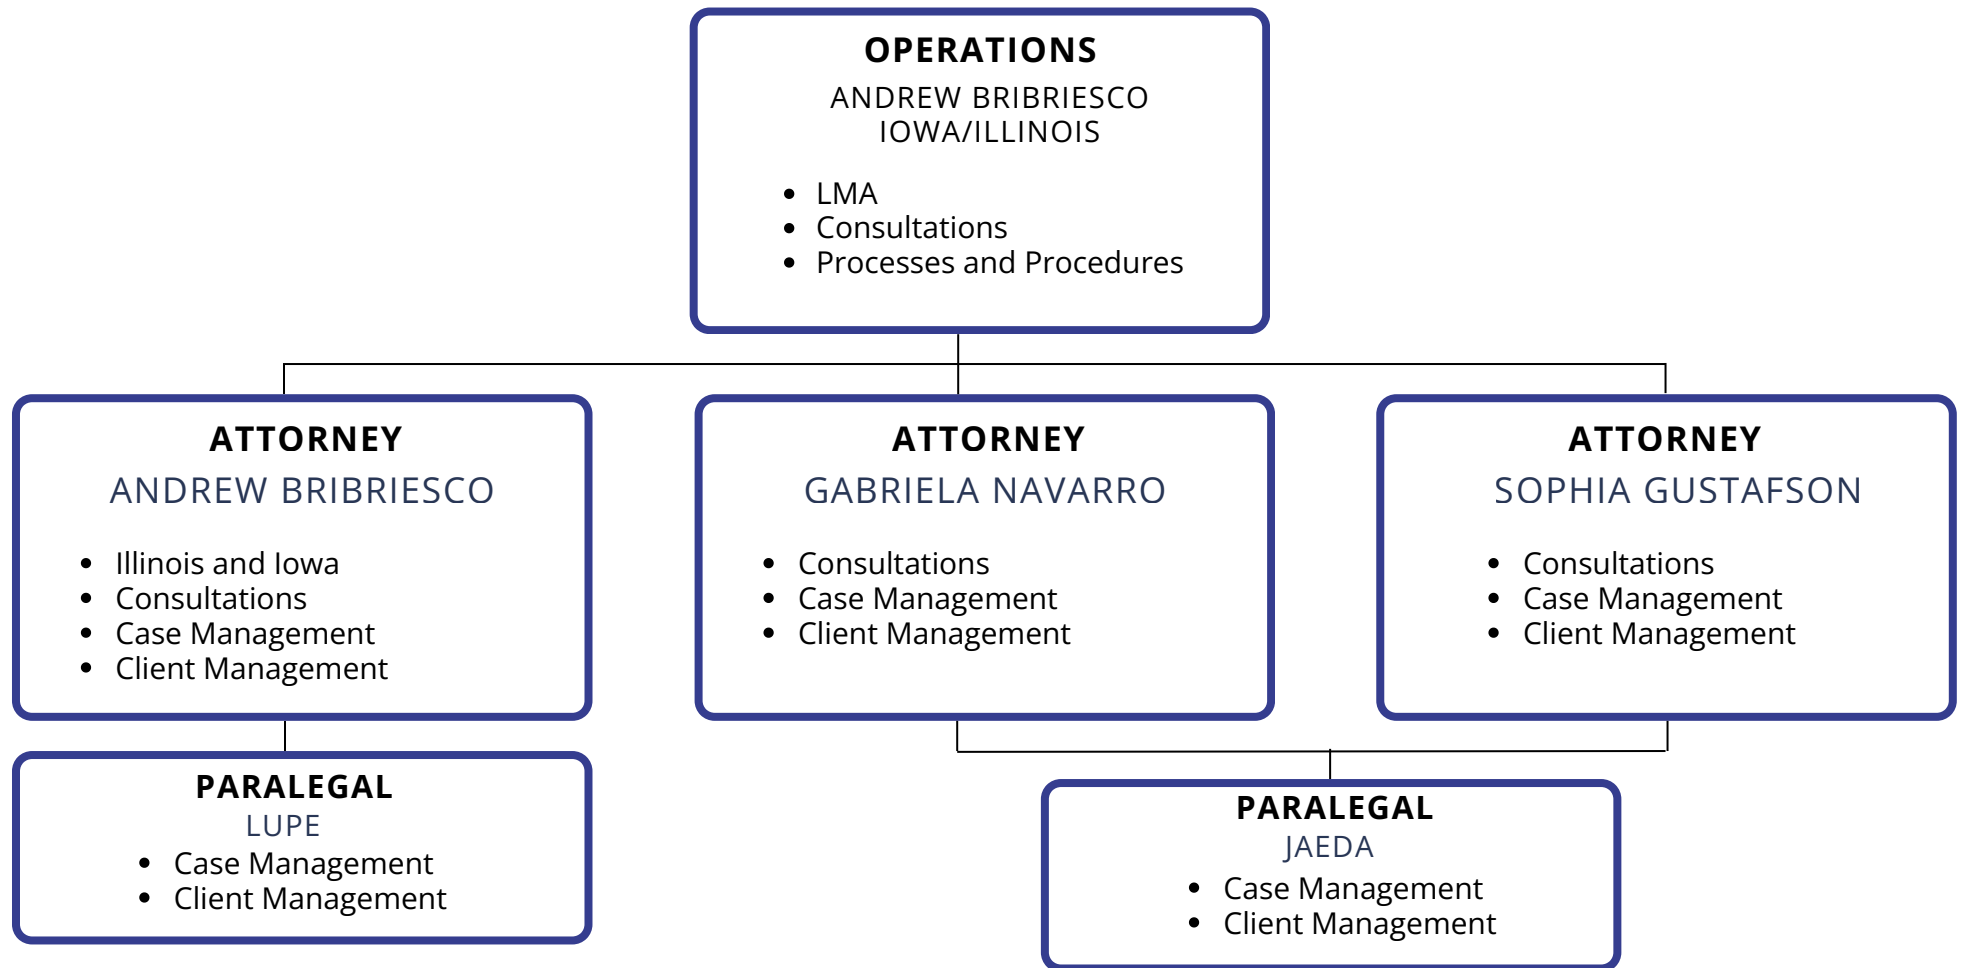 OPERATIONS
ANDREW BRIBRIESCO
IOWA/ILLINOIS
• LMA
• Consultations
• Processes and Procedures
ATTORNEY
ANDREW BRIBRIESCO
• Illinois and Iowa
• Consultations
• Case Management
• Client Management
ATTORNEY
GABRIELA NAVARRO
• Consultations
• Case Management
• Client Management
ATTORNEY
SOPHIA GUSTAFSON
• Consultations
• Case Management
• Client Management
PARALEGAL
LUPE
• Case Management
• Client Management
PARALEGAL
JAEDA
• Case Management
• Client Management